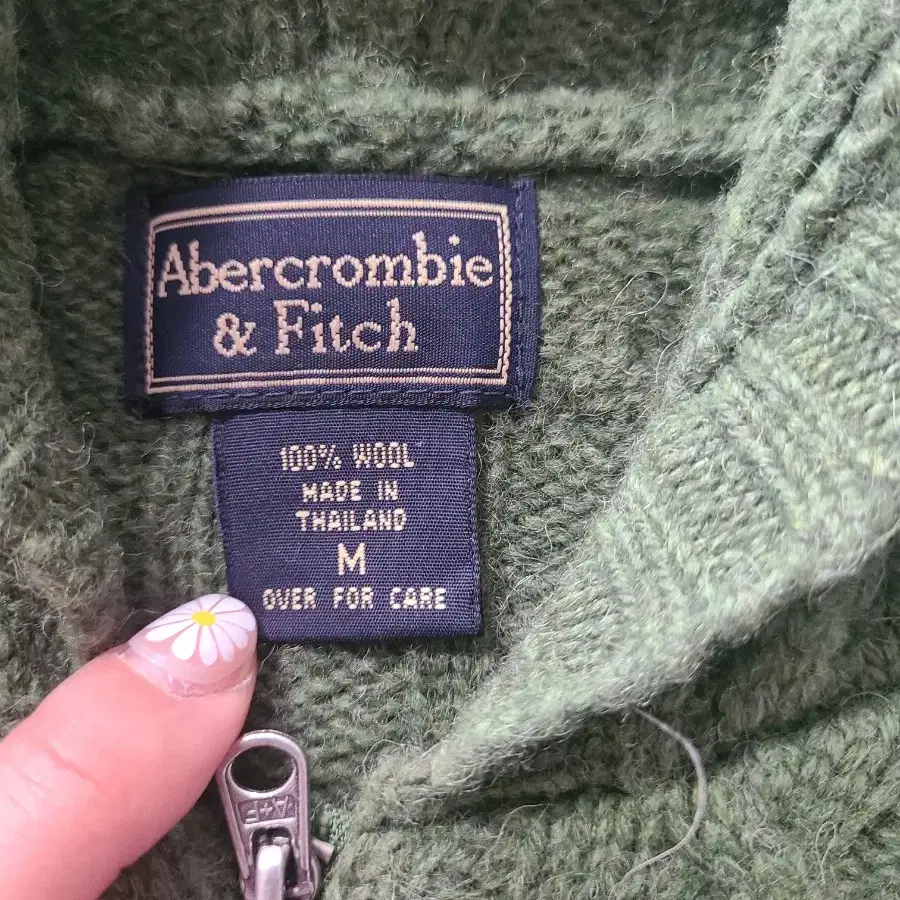 Abercrombie
& Fitch
100% WOOL
MADE IN
THAILAND
M
OVER FOR CARE
A+F